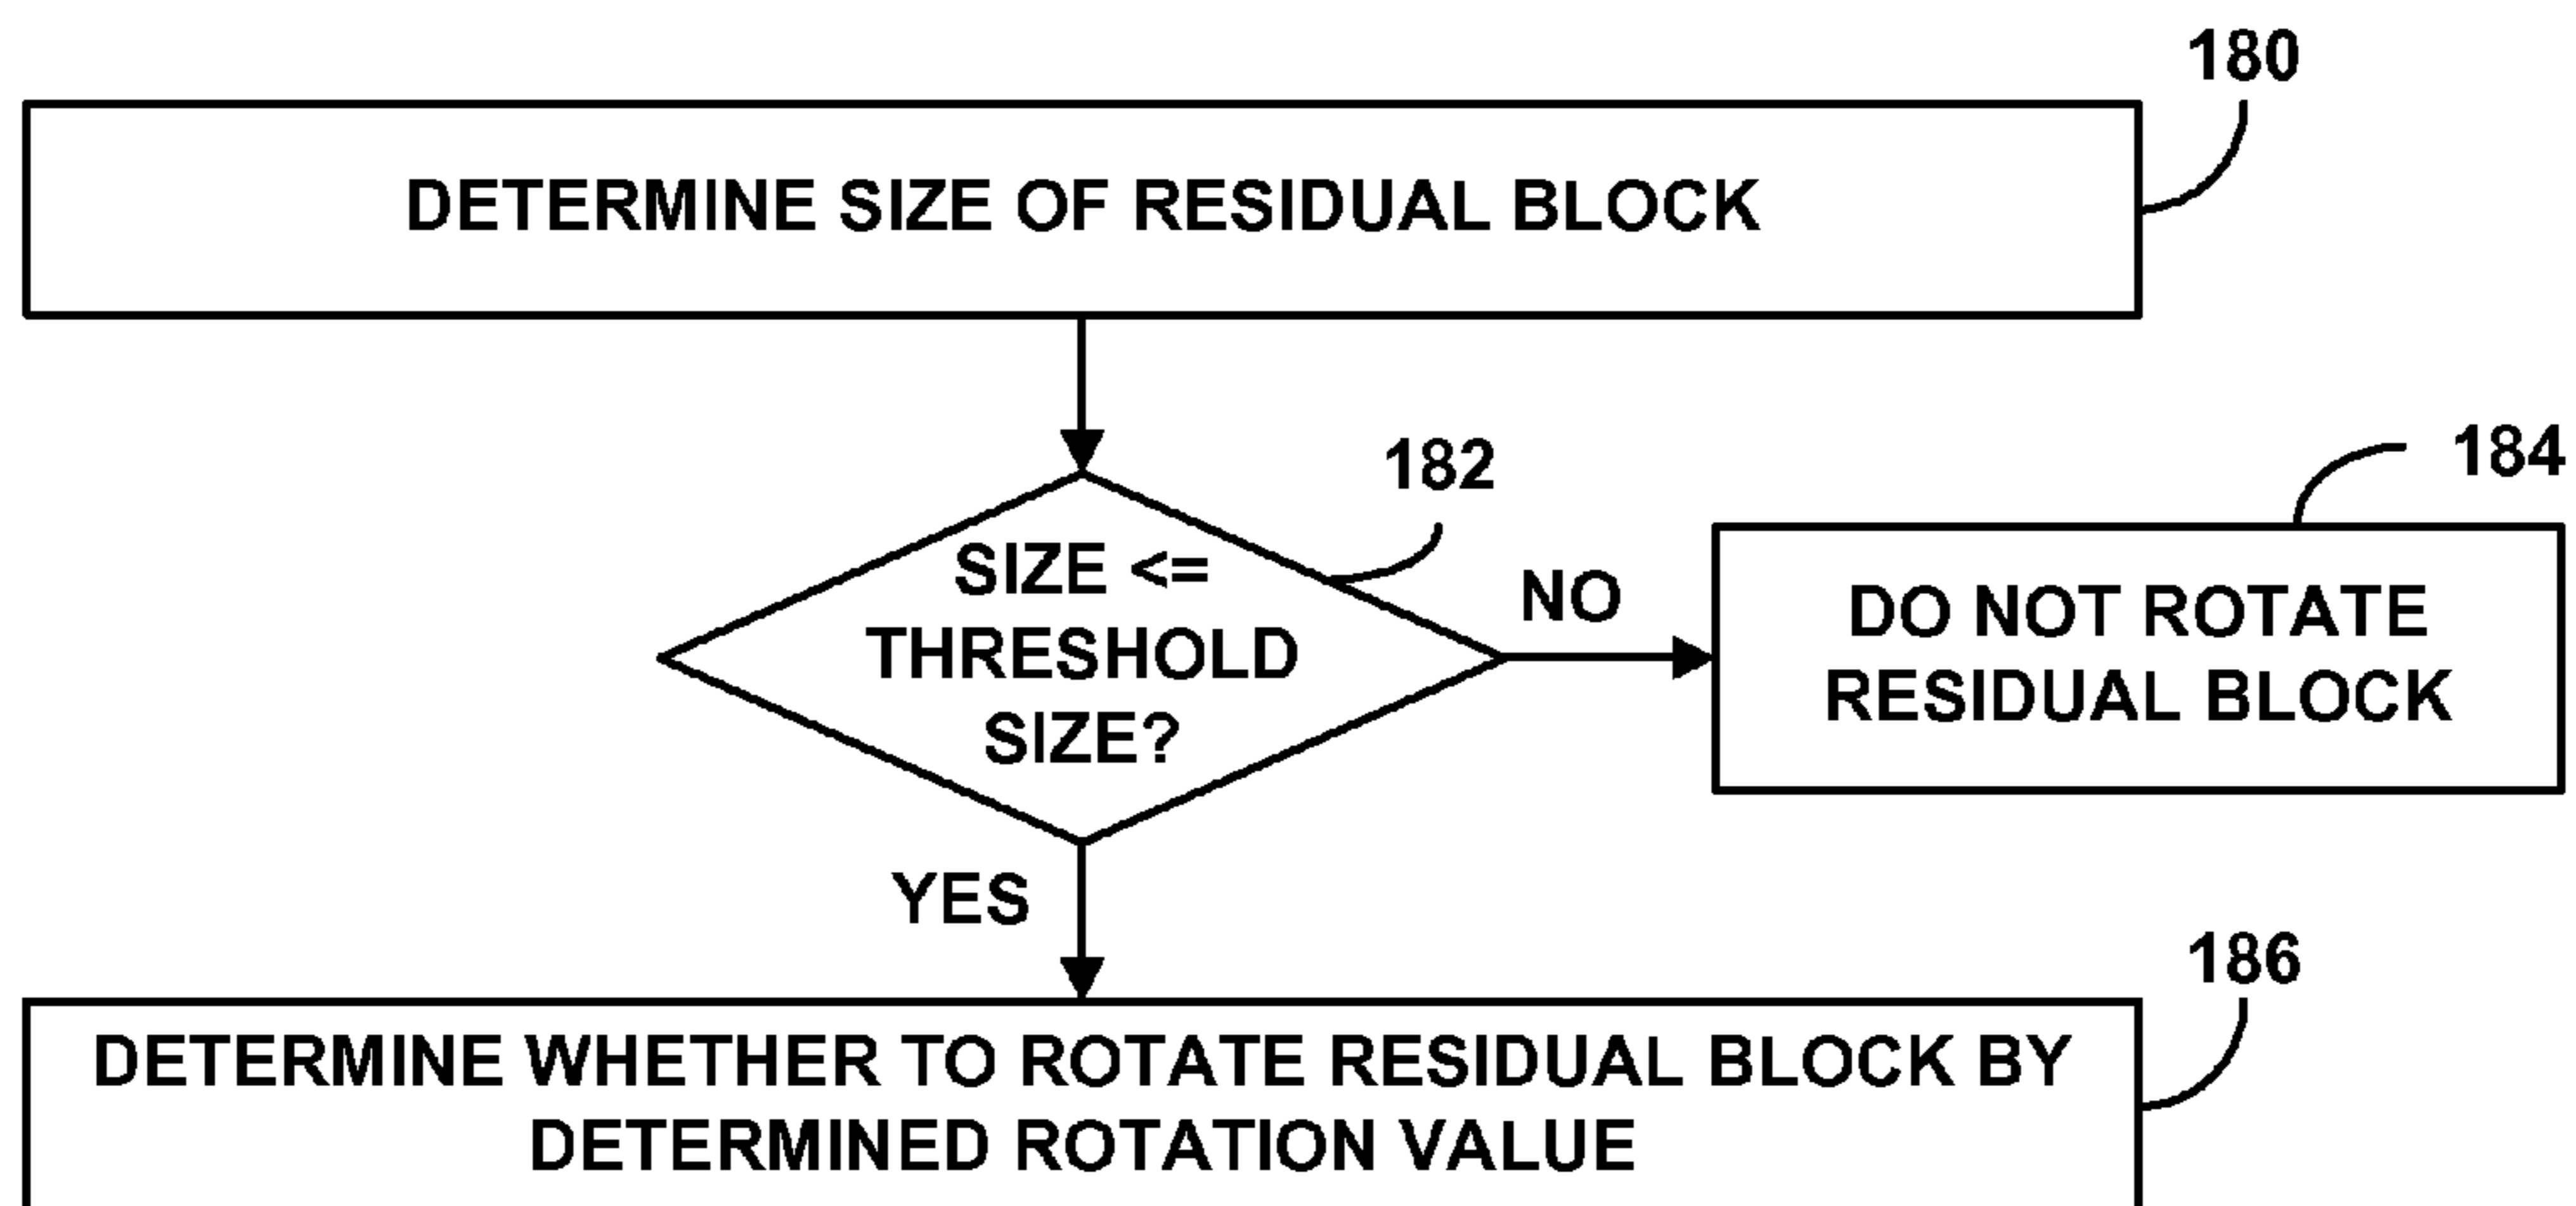 180
DETERMINE SIZE OF RESIDUAL BLOCK
182
184
SIZE <=
THRESHOLD
SIZE?
NO
DO NOT ROTATE
RESIDUAL BLOCK
YES
186
DETERMINE WHETHER TO ROTATE RESIDUAL BLOCK BY
DETERMINED ROTATION VALUE